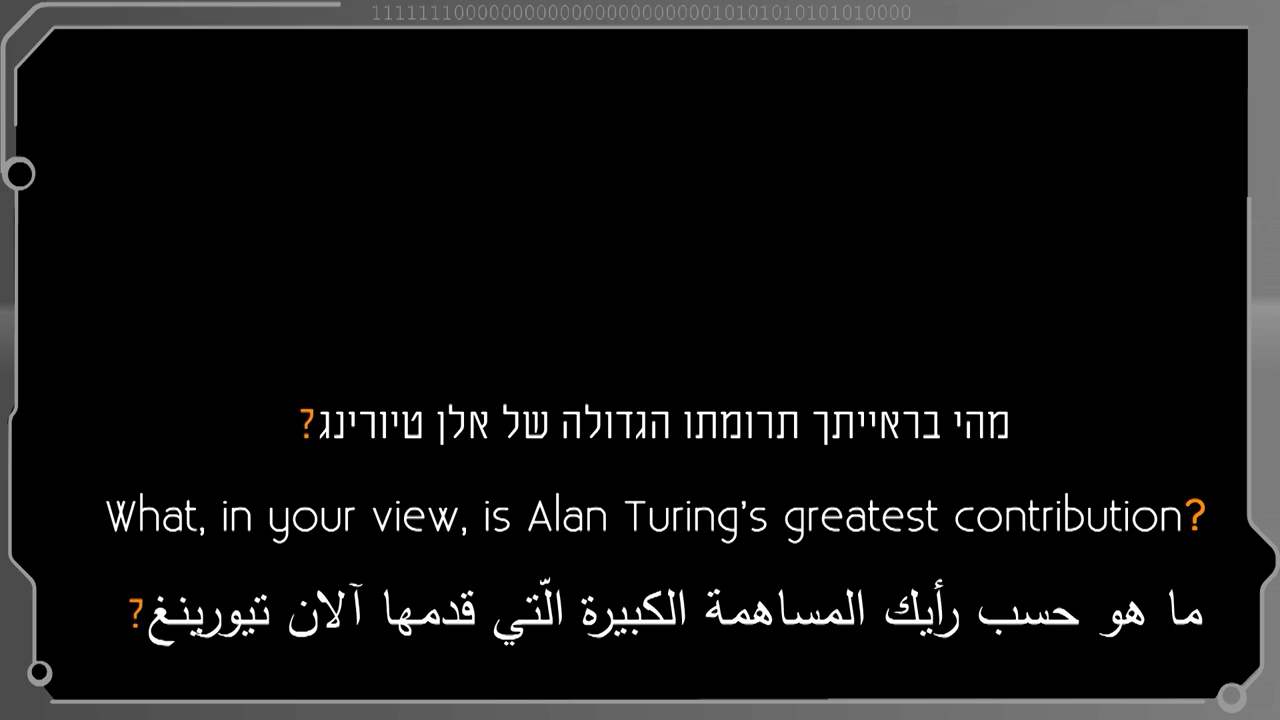 111111100000000000000000000001010101010101010000
מהי בראייתך תרומתו הגדולה של אלן טיורינג?
What, in your view, is Alan Turing's greatest contribution?
ما هو حسب رأيك المساهمة الكبيرة الّتي قدمها آلان تيورينغ?